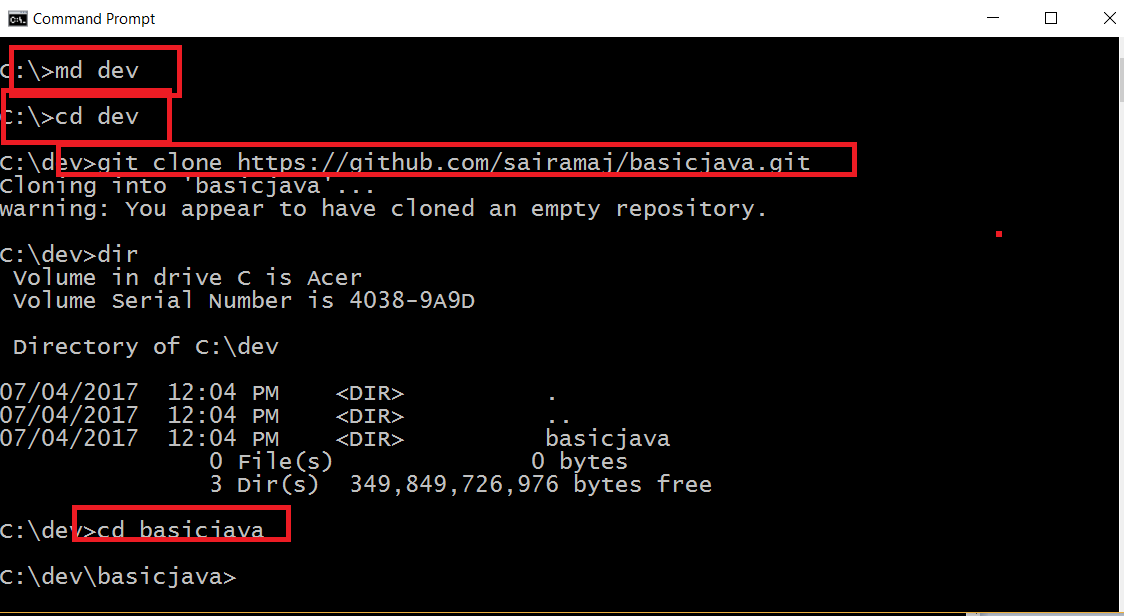 Command Prompt
C:\>md dev
C:\>cd dev
C:\dev>git clone https://github.com/sairamaj/basicjava.git
Cloning into 'basicjava'...
warning: You appear to have cloned an empty repository.
C:\dev>dir
 Volume in drive C is Acer
 Volume Serial Number is 4038-9A9D
 Directory of C:\dev
07/04/2017  12:04 PM    <DIR>          .
07/04/2017  12:04 PM    <DIR>          ..
07/04/2017  12:04 PM    <DIR>          basicjava
               0 File(s)              0 bytes
               3 Dir(s)  349,849,726,976 bytes free
C:\dev>cd basicjava
C:\dev\basicjava>